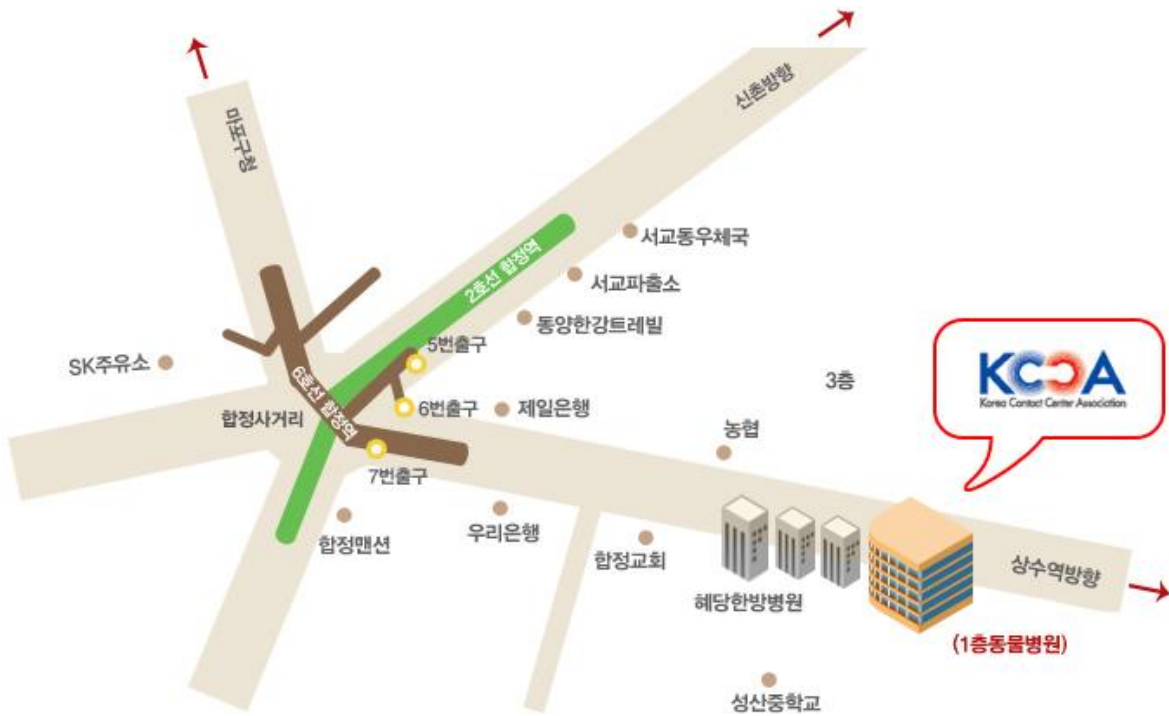 마포구청
신촌방향
서교동우체국
2호선 합정역
서교파출소
동양한강트레빌
5번출구
SK주유소
6호선 합정역
3층
KCCA
Korea Contact Center Association
합정사거리
6번출구
제일은행
농협
7번출구
합정맨션
우리은행
합정교회
상수역방향
혜당한방병원
(1층동물병원)
성산중학교